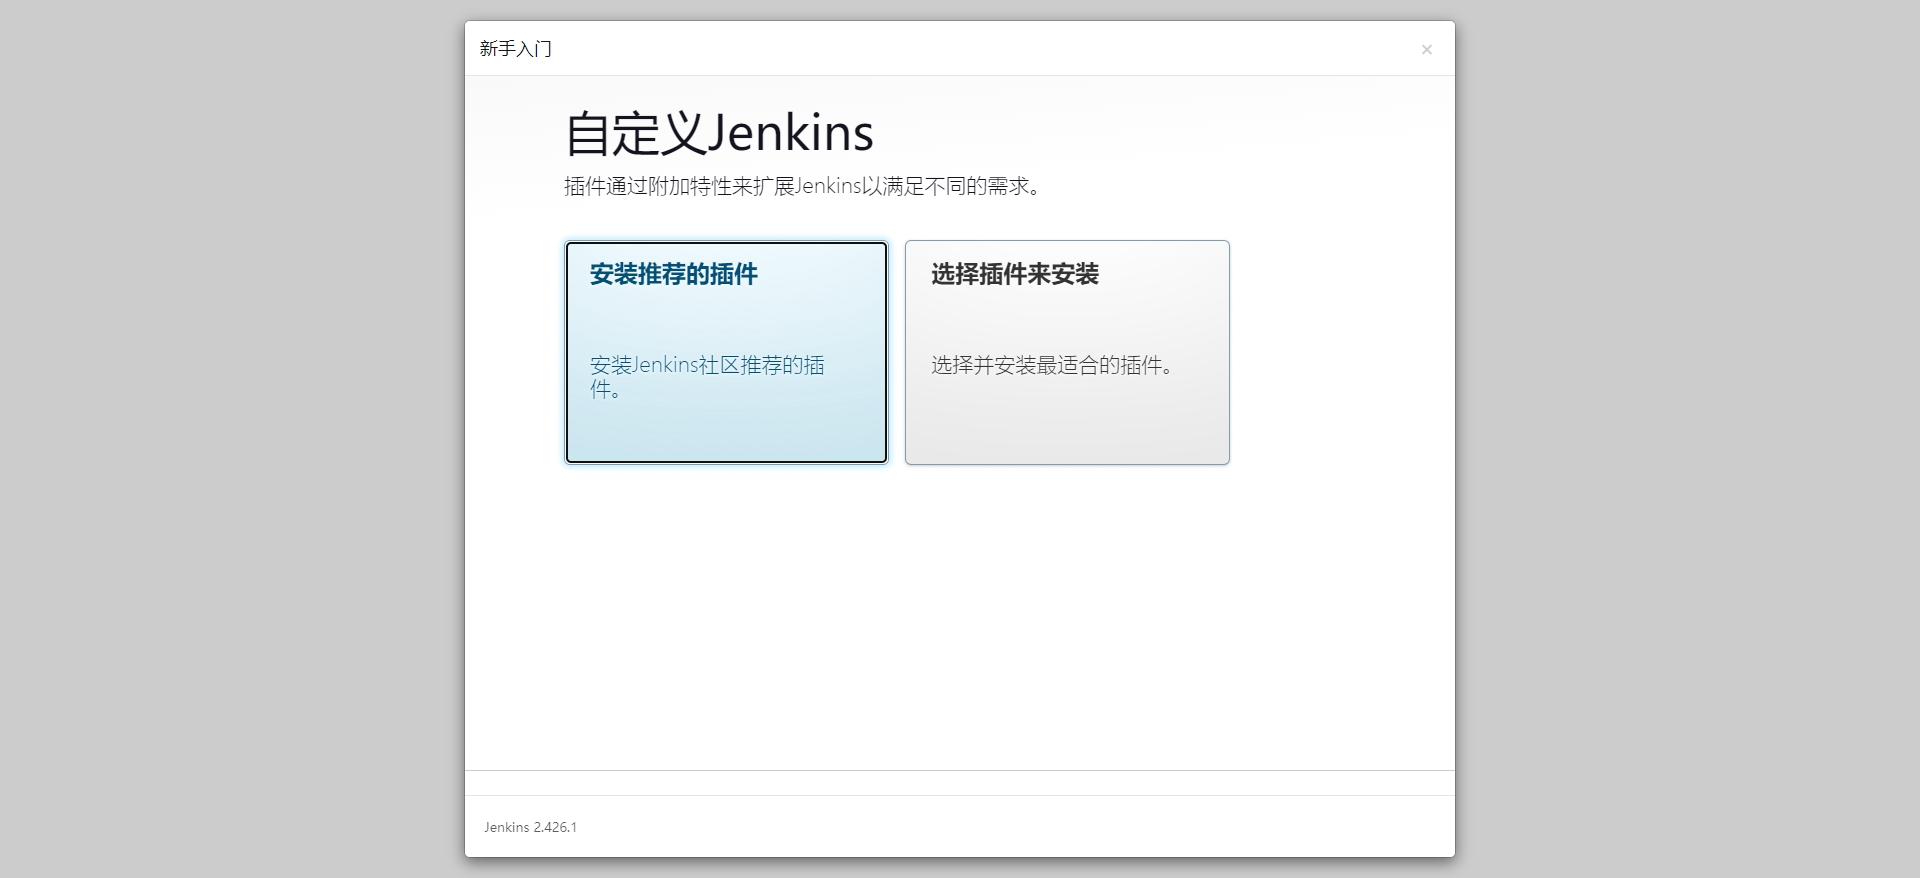 新手入门
×
自定义Jenkins
插件通过附加特性来扩展Jenkins以满足不同的需求。
安装推荐的插件
安装Jenkins社区推荐的插
件。
选择插件来安装
选择并安装最适合的插件。
Jenkins 2.426.1